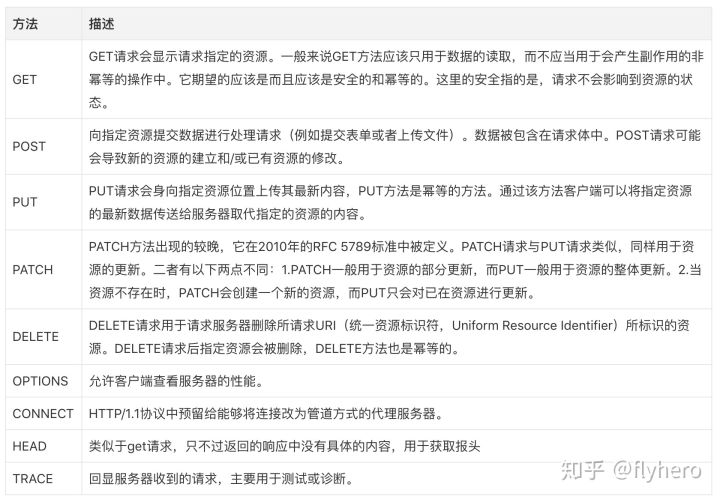 方法 描述
GET GET请求会显示请求指定的资源。一般来说GET方法应该只用于数据的读取，而不应当用于会产生副作用的非
幂等的操作中。它期望的应该是而且应该是安全的和幂等的。这里的安全指的是，请求不会影响到资源的状
态。
POST 向指定资源提交数据进行处理请求（例如提交表单或者上传文件）。数据被包含在请求体中。POST请求可能
会导致新的资源的建立和/或已有资源的修改。
PUT PUT请求会身向指定资源位置上传其最新内容，PUT方法是幂等的方法。通过该方法客户端可以将指定资源
的最新数据传送给服务器取代指定的资源的内容。
PATCH PATCH方法出现的较晚，它在2010年的RFC 5789标准中被定义。PATCH请求与PUT请求类似，同样用于资
源的更新。二者有以下两点不同：1.PATCH一般用于资源的部分更新，而PUT一般用于资源的整体更新。2.当
资源不存在时，PATCH会创建一个新的资源，而PUT只会对已在资源进行更新。
DELETE DELETE请求用于请求服务器删除所请求URI（统一资源标识符，Uniform Resource Identifier）所标识的资
源。DELETE请求后指定资源会被删除，DELETE方法也是幂等的。
OPTIONS 允许客户端查看服务器的性能。
CONNECT HTTP/1.1协议中预留给能够将连接改为管道方式的代理服务器。
HEAD 类似于get请求，只不过返回的响应中没有具体的内容，用于获取报头
TRACE 回显服务器收到的请求，主要用于测试或诊断。
知乎 @flyhero